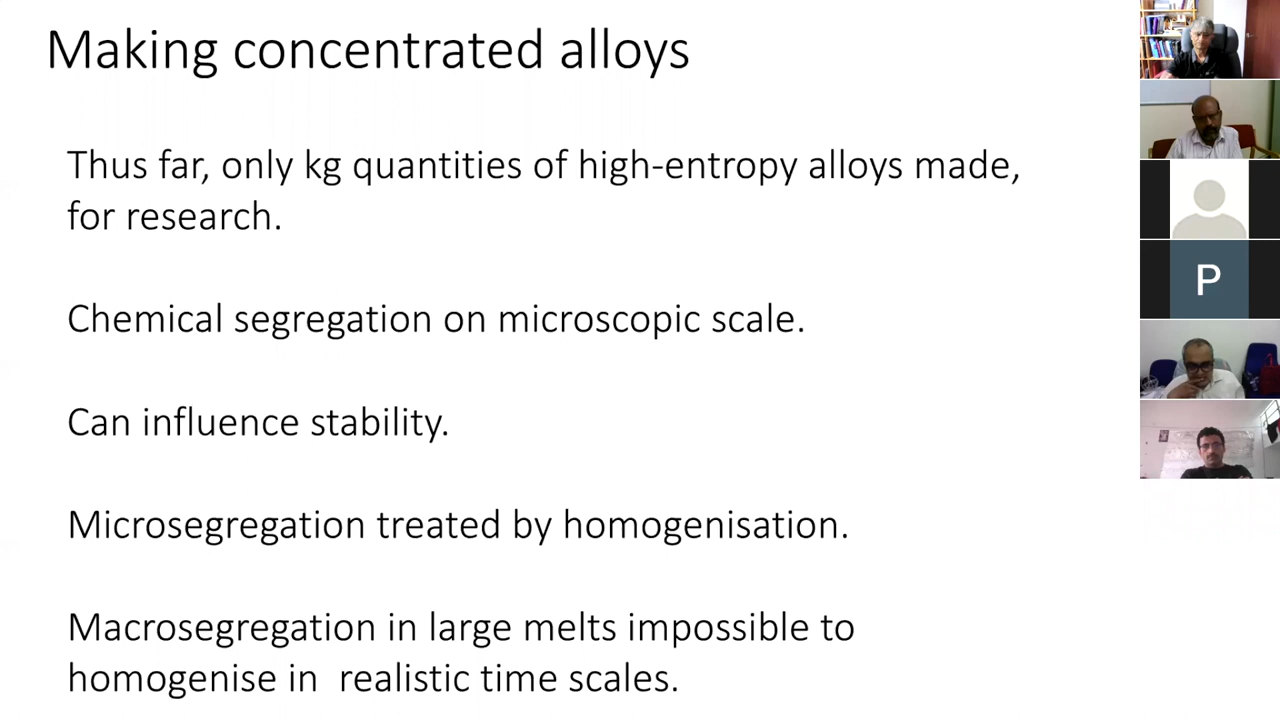 Making concentrated alloys
Thus far, only kg quantities of high-entropy alloys made,
for research.
Chemical segregation on microscopic scale.
Can influence stability.
Microsegregation treated by homogenisation.
Macrosegregation in large melts impossible to
homogenise in  realistic time scales.
P